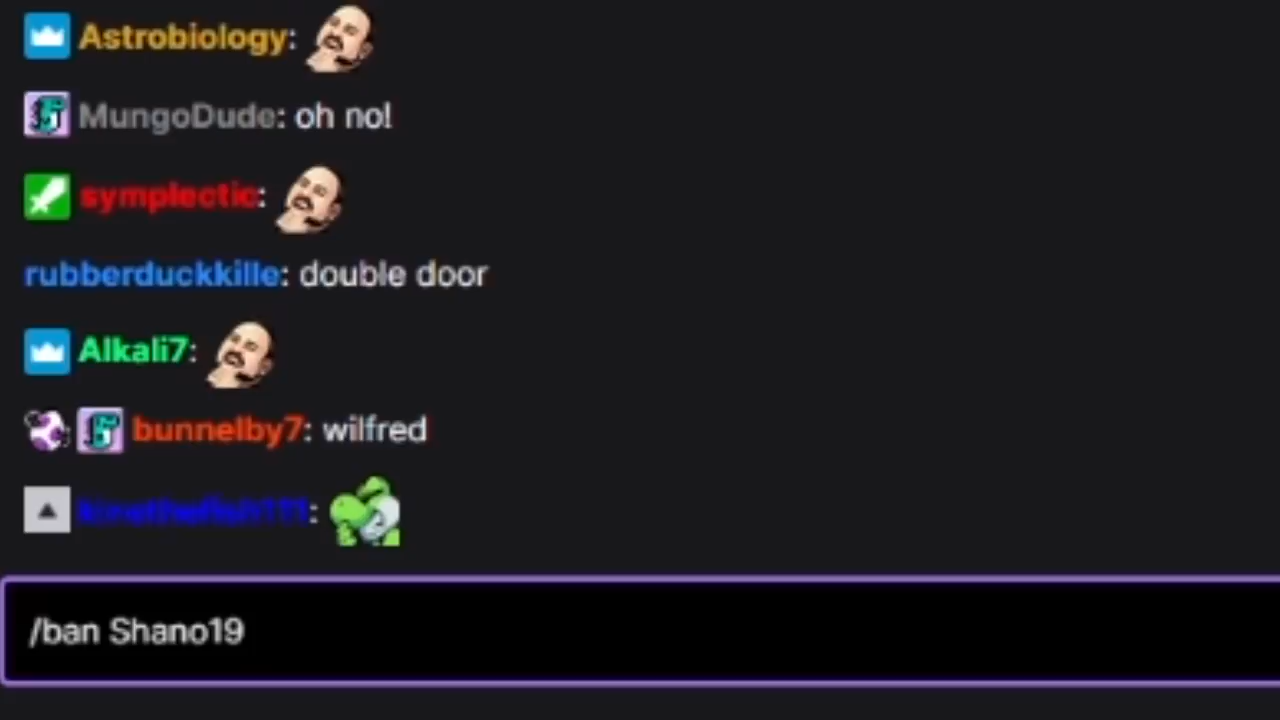 Astrobiology:
MungoDude: oh no!
symplectic:
rubberduckkille: double door
Alkali7:
bunnelby7: wilfred
/ban Shano19